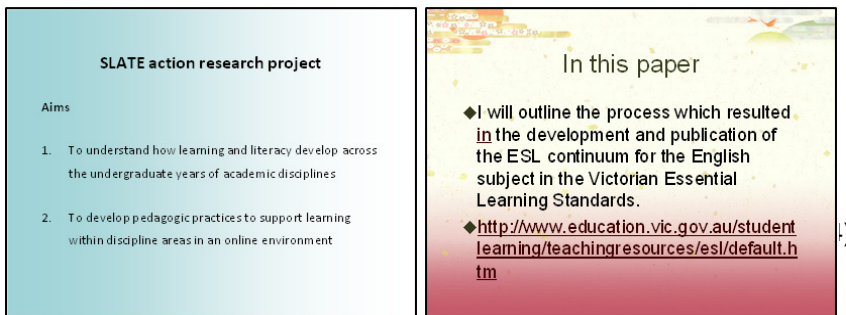 SLATE action research project
Aims
1. To understand how learning and literacy develop across
the undergraduate years of academic disciplines
2. To develop pedagogic practices to support learning
within discipline areas in an online environment
In this paper
◆I will outline the process which resulted
in the development and publication of
the ESL continuum for the English
subject in the Victorian Essential
Learning Standards.
◆http://www.education.vic.gov.au/student
learning/teachingresources/esl/default.h
tm
4)